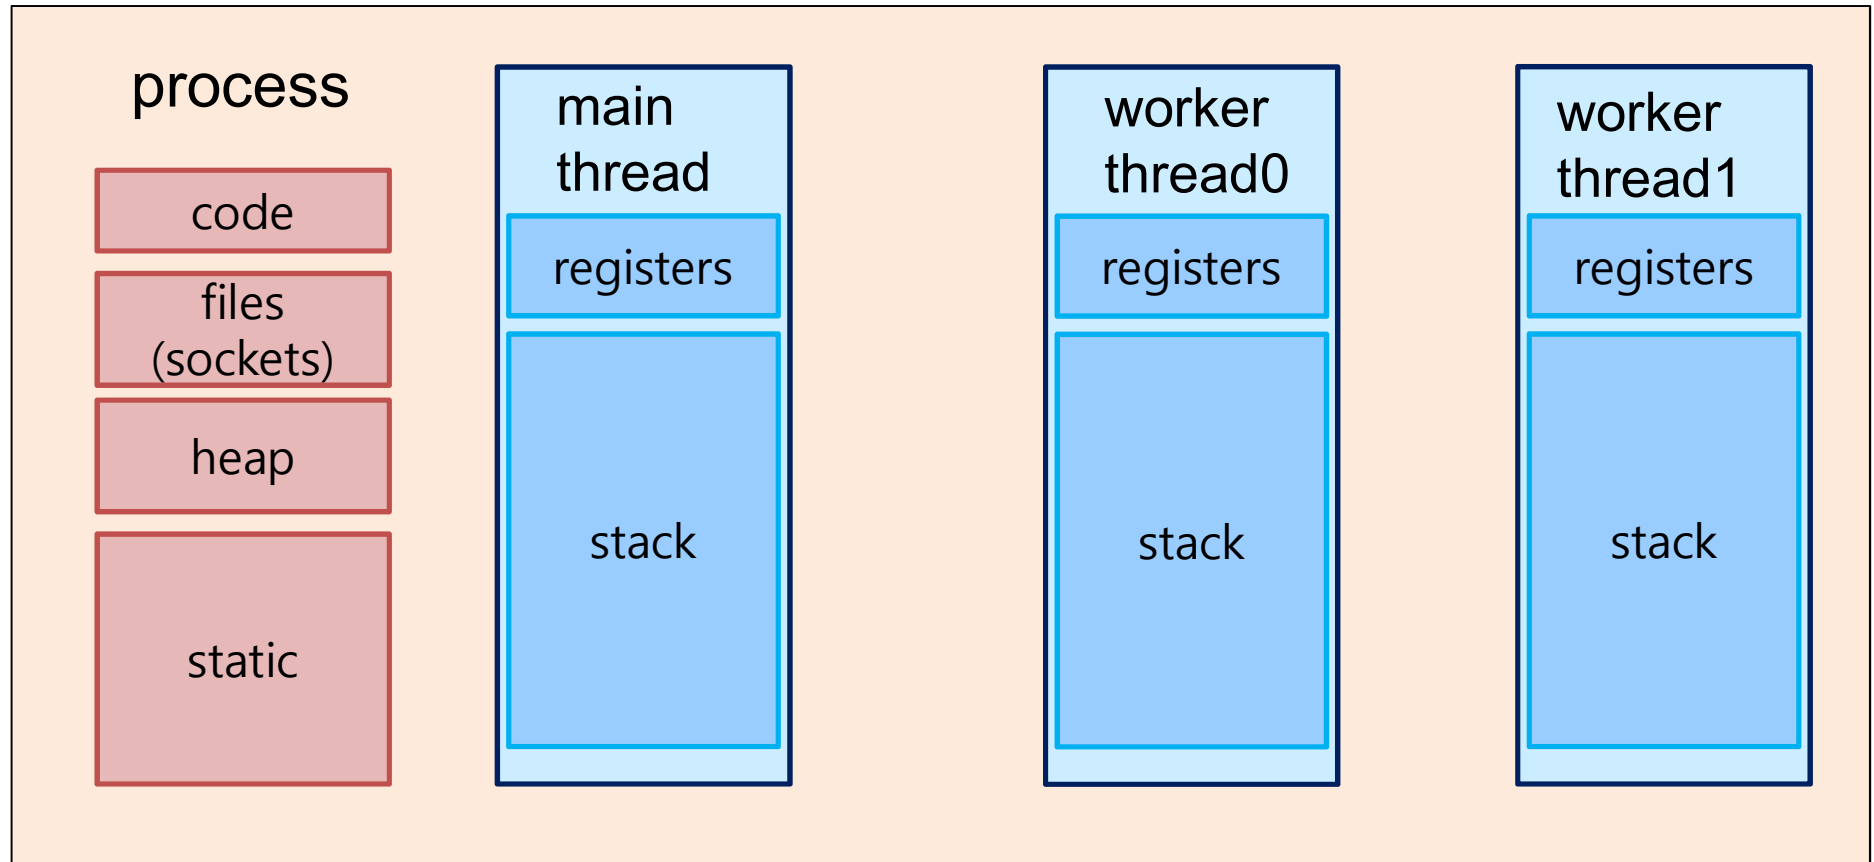 process
code
files
(sockets)
heap
static
main
thread
registers
stack
worker
thread0
registers
stack
worker
thread1
registers
stack